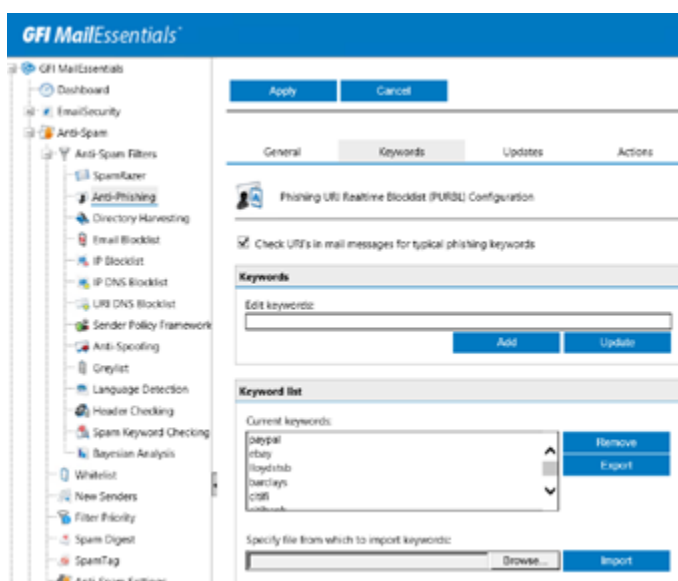 GFI MailEssentials
GFI MailEssentials
Dashboard
EmailSecurity
Anti-Spam
Anti-Spam Filters
SpamRazer
Anti-Phishing
Directory Harvesting
Email Blocklist
IP Blocklist
IP DNS Blocklist
URI DNS Blocklist
Sender Policy Framework
Anti-Spoofing
Greylist
Language Detection
Header Checking
Spam Keyword Checking
Bayesian Analysis
Whitelist
New Senders
Filter Priority
Spam Digest
SpamTag
Anti-Spam Settings
Apply Cancel
General Keywords Updates Actions
Phishing URI Realtime Blocklist (PURBL) Configuration
Check URI's in mail messages for typical phishing keywords
Keywords
Edit keywords:
Add Update
Keyword list
Current keywords:
paypal
ebay
lloydstsb
barclays
citifi
citibank
Remove
Export
Specify file from which to import keywords:
Browse... Import